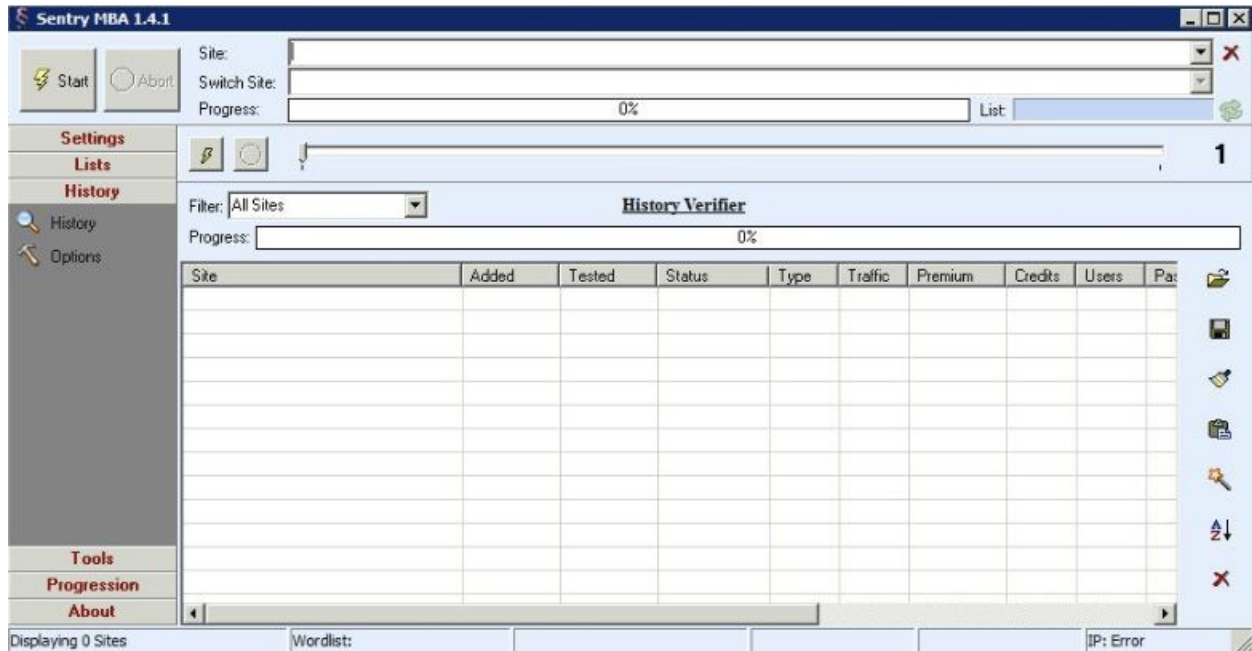 Sentry MBA 1.4.1
Start
Abort
Site:
Switch Site:
Progress: 0% List:
Settings
Lists
History
History
Options
1
Filter: All Sites History Verifier
Progress: 0%
Site Added Tested Status Type Traffic Premium Credits Users Pas
Tools
Progression
About
Displaying 0 Sites Wordlist: IP: Error